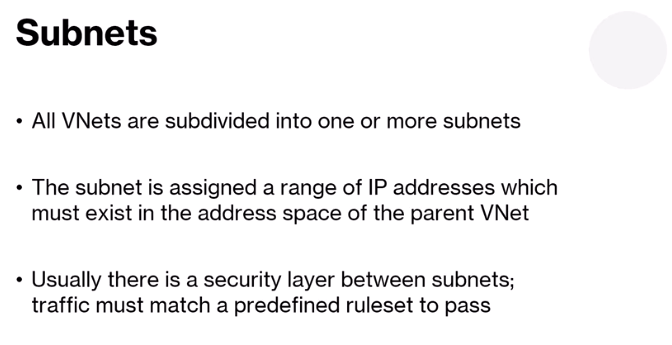 Subnets
• All VNets are subdivided into one or more subnets
• The subnet is assigned a range of IP addresses which
must exist in the address space of the parent VNet
• Usually there is a security layer between subnets;
traffic must match a predefined ruleset to pass